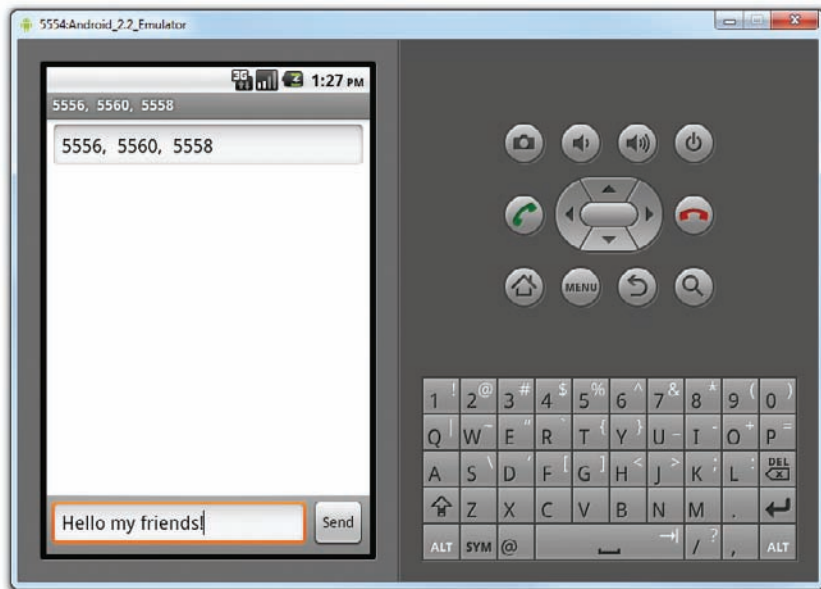 5554:Android_2.2_Emulator
3G 1:27 PM
5556, 5560, 5558
5556, 5560, 5558
Hello my friends!
Send
MENU
1 ! 2 @ 3 # 4 $ 5 % 6 ^ 7 & 8 * 9 ( 0 )
Q | W ~ E " R ` T { Y } U _ I - O + P =
A S \ D ' F [ G ] H < J > K ; L : DEL
Z X C V B N M .
ALT SYM @ / ? , ALT